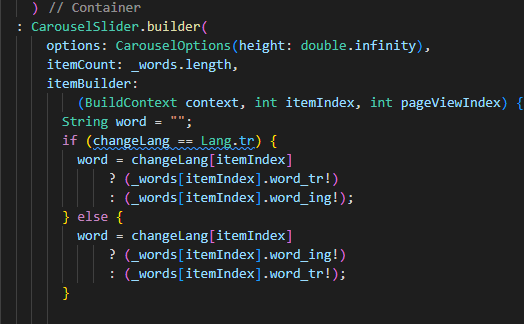 ) // Container
: CarouselSlider.builder(
options: CarouselOptions(height: double.infinity),
itemCount: _words.length,
itemBuilder:
(BuildContext context, int itemIndex, int pageViewIndex) {
String word = "";
if (changeLang == Lang.tr) {
word = changeLang[itemIndex]
? (_words[itemIndex].word_tr!)
: (_words[itemIndex].word_ing!);
} else {
word = changeLang[itemIndex]
? (_words[itemIndex].word_ing!)
: (_words[itemIndex].word_tr!);
}